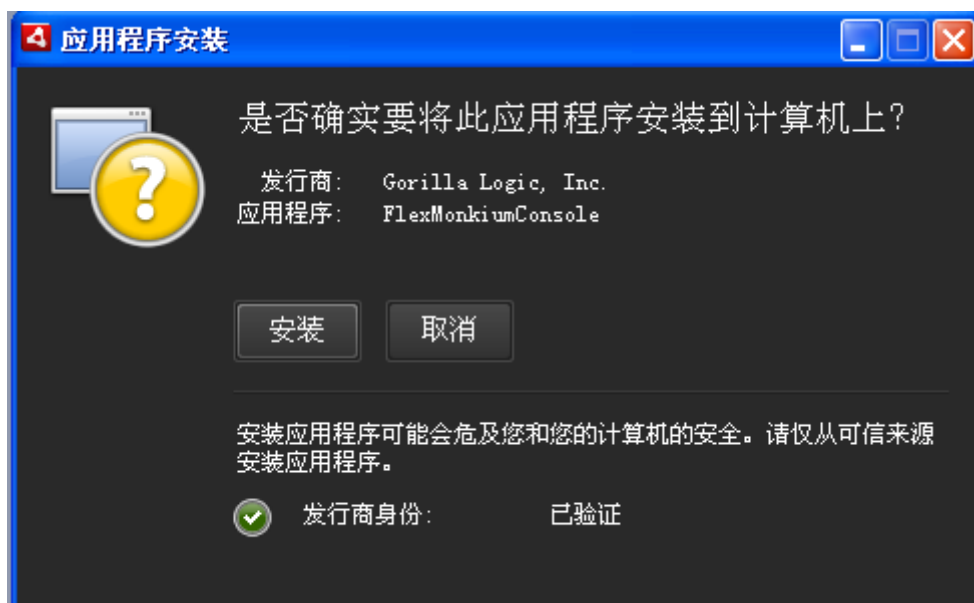 应用程序安装
是否确实要将此应用程序安装到计算机上?
发行商: Gorilla Logic, Inc.
应用程序: FlexMonkiumConsole
安装 取消
安装应用程序可能会危及您和您的计算机的安全。请仅从可信来源
安装应用程序。
发行商身份: 已验证